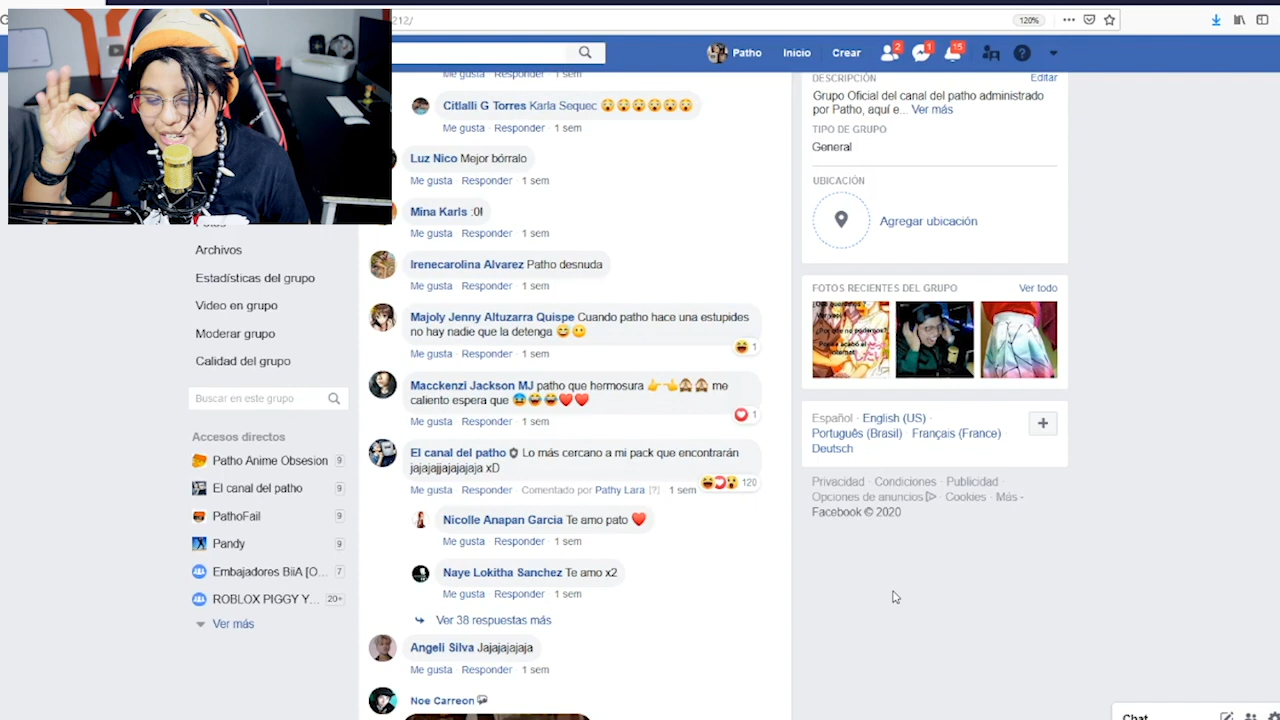 212/
120%
Patho
Inicio
Crear
2
1
15
Me gusta · Responder · 1 sem
Citlalli G Torres Karla Sequec
Me gusta · Responder · 1 sem
Luz Nico Mejor bórralo
Me gusta · Responder · 1 sem
Mina Karls :0!
Me gusta · Responder · 1 sem
Irenecarolina Alvarez Patho desnuda
Me gusta · Responder · 1 sem
Majoly Jenny Altuzarra Quispe Cuando patho hace una estupides
no hay nadie que la detenga 😂🙂
1
Me gusta · Responder · 1 sem
Macckenzi Jackson MJ patho que hermosura 👉👈🙈🙈 me
caliento espera que 😰😂😂❤️❤️
1
Me gusta · Responder · 1 sem
El canal del patho Lo más cercano a mi pack que encontrarán
jajajajjajajajaja xD
120
Me gusta · Responder · Comentado por Pathy Lara [?] · 1 sem
Nicolle Anapan Garcia Te amo pato ❤️
Me gusta · Responder · 1 sem
Naye Lokitha Sanchez Te amo x2
Me gusta · Responder · 1 sem
Ver 38 respuestas más
Angeli Silva Jajajajajaja
Me gusta · Responder · 1 sem
Noe Carreon
Archivos
Estadísticas del grupo
Video en grupo
Moderar grupo
Calidad del grupo
Buscar en este grupo
Accesos directos
Patho Anime Obsesion 9
El canal del patho 9
PathoFail 9
Pandy 9
Embajadores BiiA [O... 7
ROBLOX PIGGY Y... 20+
Ver más
DESCRIPCIÓN
Editar
Grupo Oficial del canal del patho administrado
por Patho, aquí e... Ver más
TIPO DE GRUPO
General
UBICACIÓN
Agregar ubicación
FOTOS RECIENTES DEL GRUPO
Ver todo
Español · English (US) ·
Português (Brasil) · Français (France) ·
Deutsch
Privacidad · Condiciones · Publicidad ·
Opciones de anuncios · Cookies · Más ·
Facebook © 2020
Chat